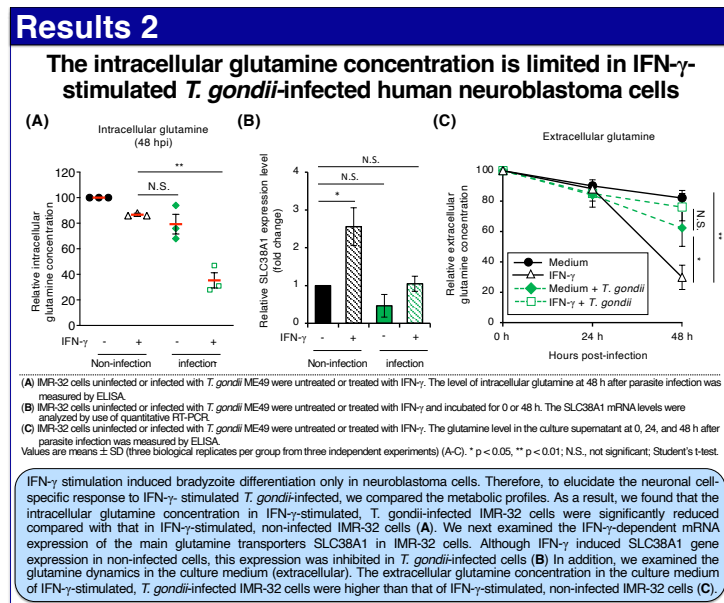 Results 2
The intracellular glutamine concentration is limited in IFN-γ-
stimulated T. gondii-infected human neuroblastoma cells
(A)
Intracellular glutamine
(48 hpi)
**
N.S.
120
100
80
60
40
20
0
Relative intracellular
glutamine concentration
IFN-γ - + - +
Non-infection infection
(B)
N.S.
N.S.
*
4
3
2
1
0
Relative SLC38A1 expression level
(fold change)
IFN-γ - + - +
Non-infection infection
(C)
Extracellular glutamine
100
80
60
40
20
0
Relative extracellular
glutamine concentration
Medium
IFN-γ
Medium + T. gondii
IFN-γ + T. gondii
N.S.
*
**
0 h 24 h 48 h
Hours post-infection
(A) IMR-32 cells uninfected or infected with T. gondii ME49 were untreated or treated with IFN-γ. The level of intracellular glutamine at 48 h after parasite infection was
measured by ELISA.
(B) IMR-32 cells uninfected or infected with T. gondii ME49 were untreated or treated with IFN-γ and incubated for 0 or 48 h. The SLC38A1 mRNA levels were
analyzed by use of quantitative RT-PCR.
(C) IMR-32 cells uninfected or infected with T. gondii ME49 were untreated or treated with IFN-γ. The glutamine level in the culture supernatant at 0, 24, and 48 h after
parasite infection was measured by ELISA.
Values are means ± SD (three biological replicates per group from three independent experiments) (A-C). * p < 0.05, ** p < 0.01; N.S., not significant; Student's t-test.
IFN-γ stimulation induced bradyzoite differentiation only in neuroblastoma cells. Therefore, to elucidate the neuronal cell-
specific response to IFN-γ- stimulated T. gondii-infected, we compared the metabolic profiles. As a result, we found that the
intracellular glutamine concentration in IFN-γ-stimulated, T. gondii-infected IMR-32 cells were significantly reduced
compared with that in IFN-γ-stimulated, non-infected IMR-32 cells (A). We next examined the IFN-γ-dependent mRNA
expression of the main glutamine transporters SLC38A1 in IMR-32 cells. Although IFN-γ induced SLC38A1 gene
expression in non-infected cells, this expression was inhibited in T. gondii-infected cells (B) In addition, we examined the
glutamine dynamics in the culture medium (extracellular). The extracellular glutamine concentration in the culture medium
of IFN-γ-stimulated, T. gondii-infected IMR-32 cells were higher than that of IFN-γ-stimulated, non-infected IMR-32 cells (C).